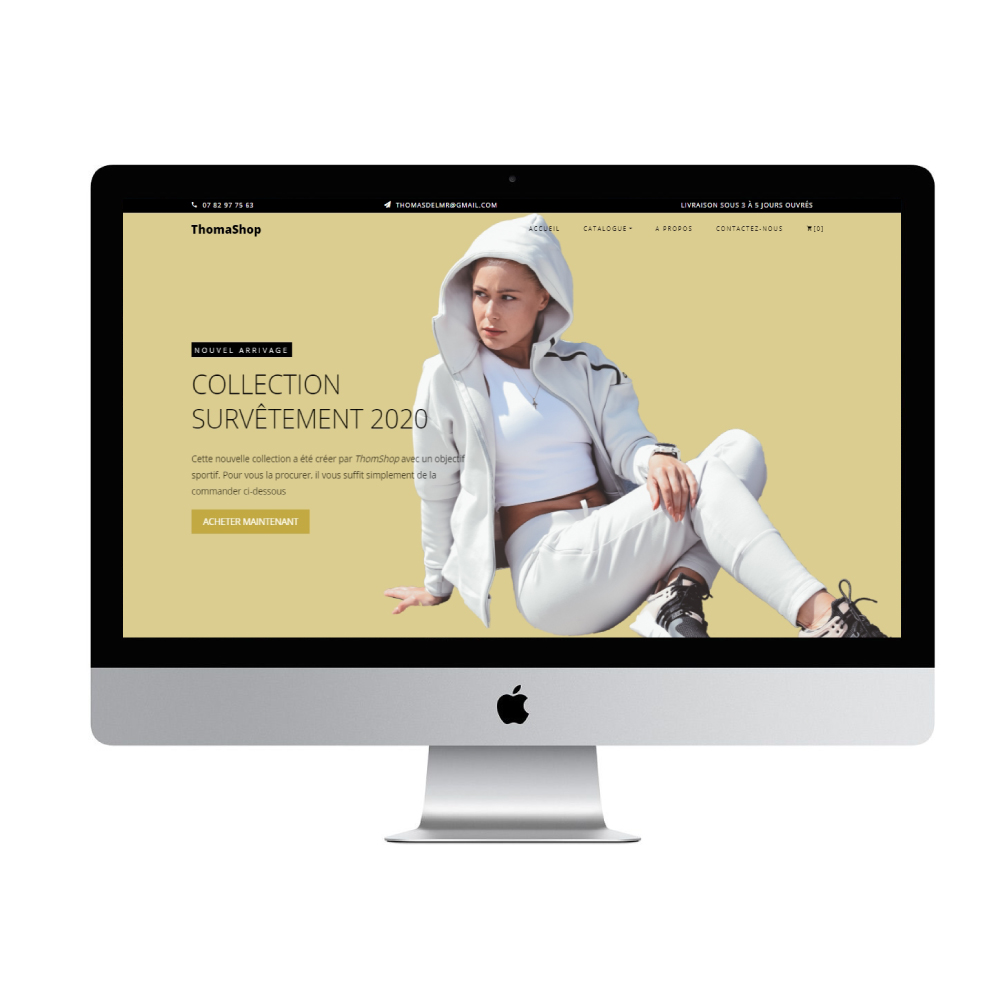 07 82 97 75 63
THOMASDELMR@GMAIL.COM
LIVRAISON SOUS 3 À 5 JOURS OUVRÉS
ThomaShop
ACCUEIL
CATALOGUE
A PROPOS
CONTACTEZ-NOUS
[0]
NOUVEL ARRIVAGE
COLLECTION
SURVÊTEMENT 2020
Cette nouvelle collection a été créer par ThomShop avec un objectif
sportif. Pour vous la procurer, il vous suffit simplement de la
commander ci-dessous
ACHETER MAINTENANT